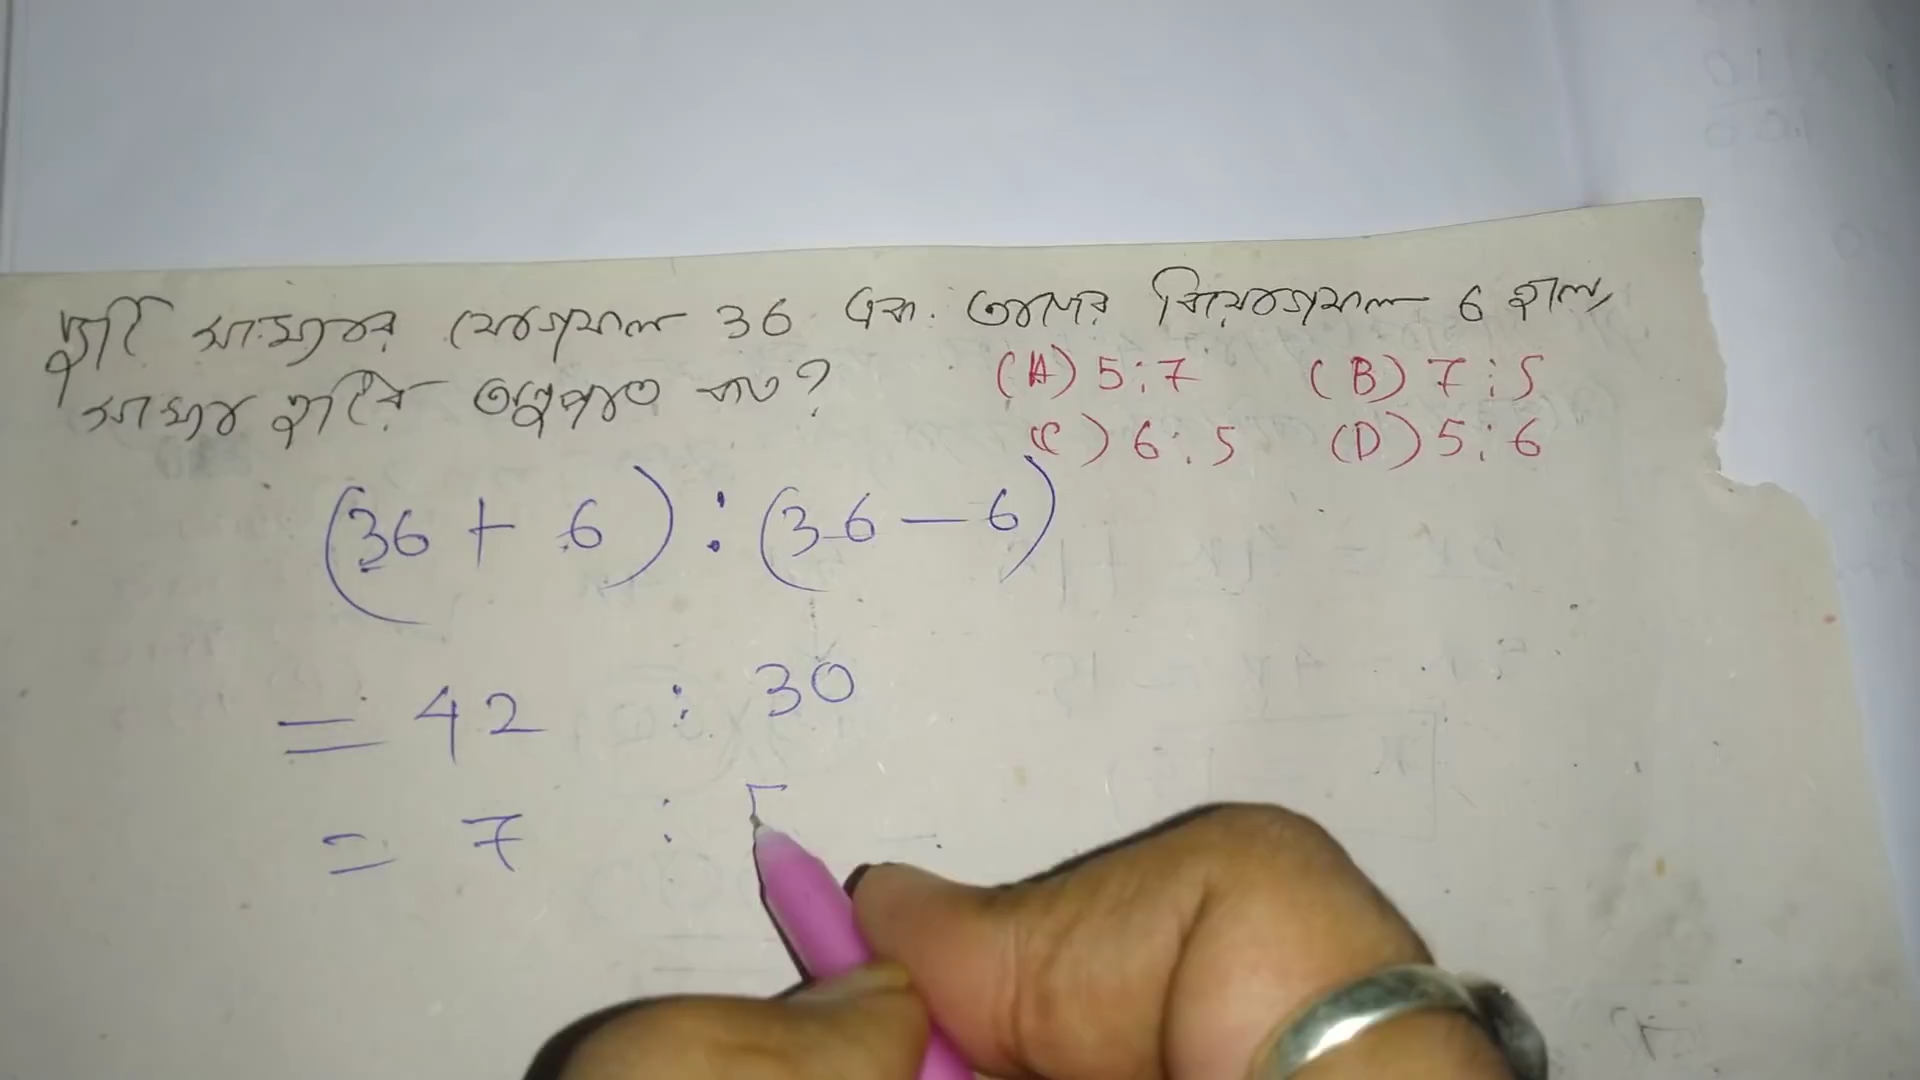 দুটি সংখ্যার যোগফল 36 এবং তাদের বিয়োগফল 6 হলে,
সংখ্যা দুটির অনুপাত কত?
(A) 5:7 (B) 7:5
(C) 6:5 (D) 5:6
(36 + 6) : (36 - 6)
= 42 : 30
= 7 :